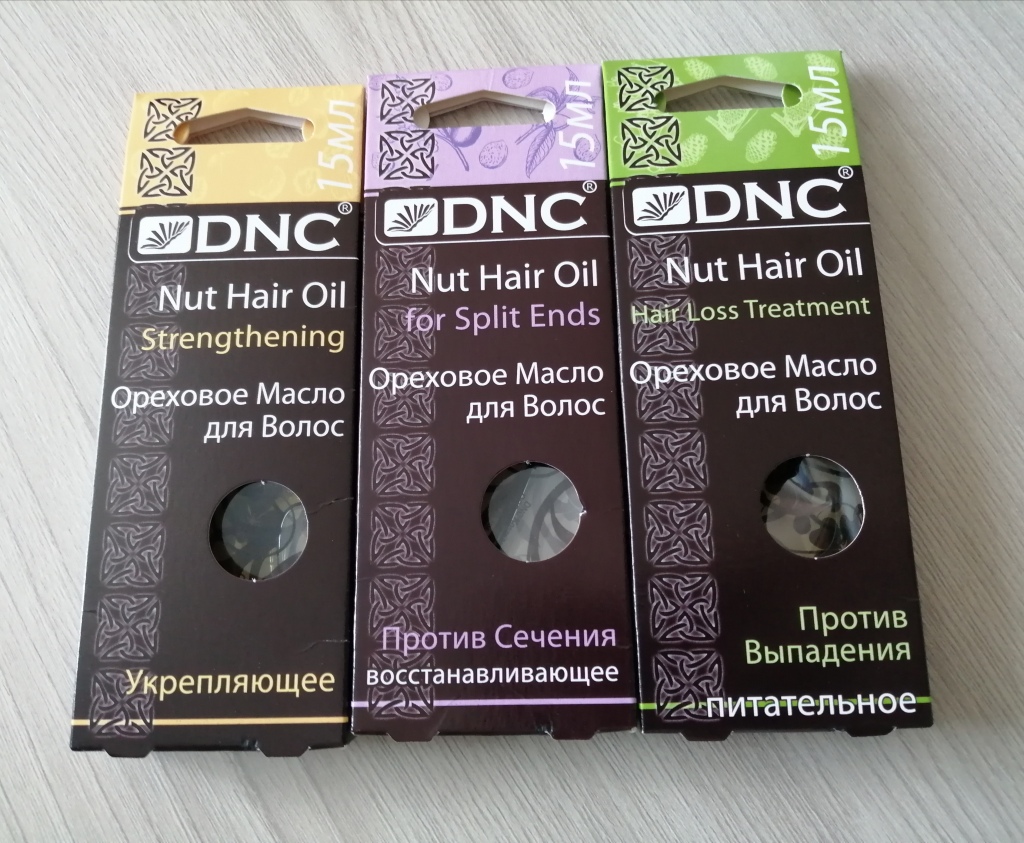 15мл
DNC®
Nut Hair Oil
Strengthening
Ореховое Масло
для Волос
Укрепляющее
15мл
DNC®
Nut Hair Oil
for Split Ends
Ореховое Масло
для Волос
Против Сечения
восстанавливающее
15мл
DNC®
Nut Hair Oil
Hair Loss Treatment
Ореховое Масло
для Волос
Против
Выпадения
питательное